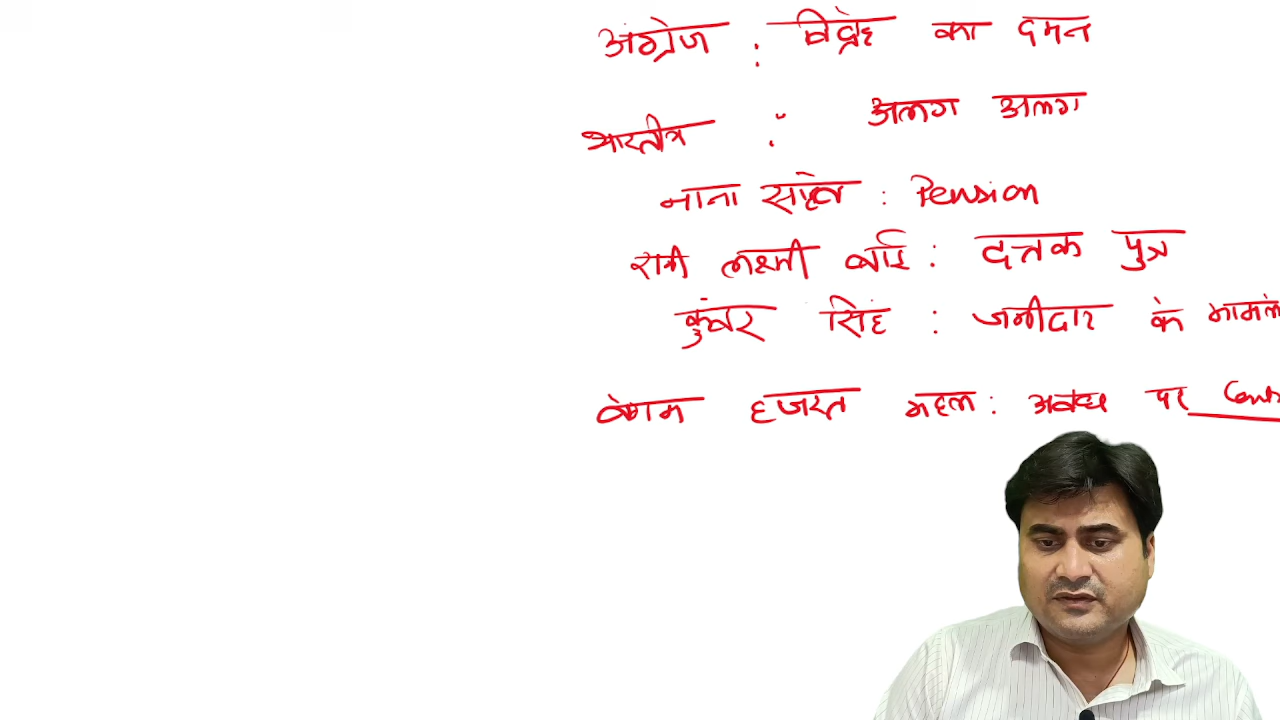 अंग्रेज : विद्रोह का दमन
भारतीय : अलग अलग
नाना साहेब : Pension
रानी लक्ष्मी बाई : दत्तक पुत्र
कुंवर सिंह : जमीदार के मामले
बेगम हजरत महल : अवध पर